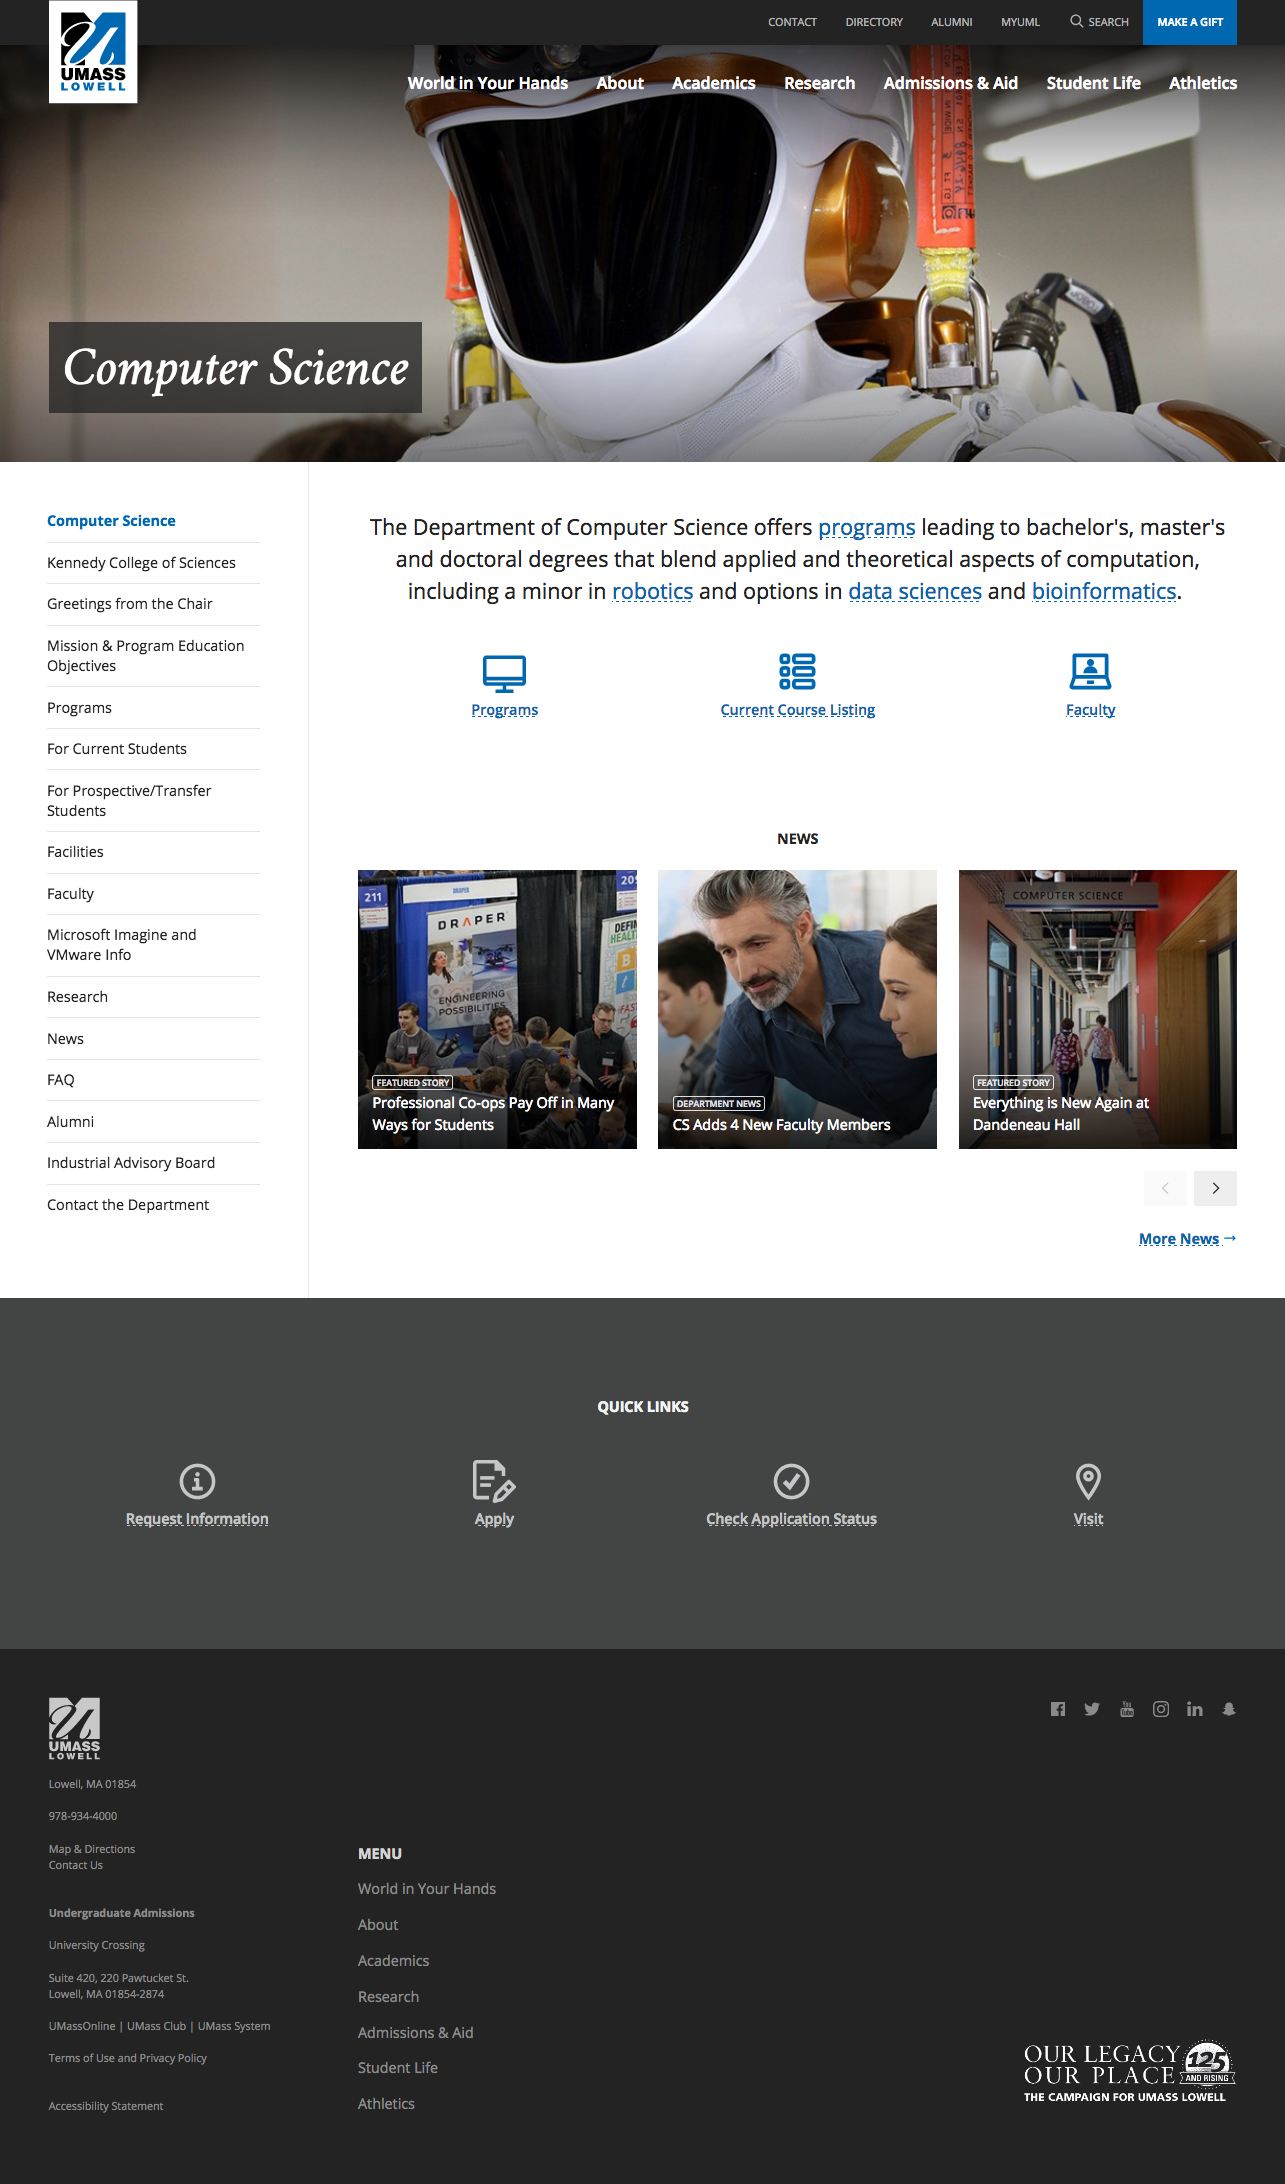 CONTACT DIRECTORY ALUMNI MYUML SEARCH MAKE A GIFT
UMASS
LOWELL
World in Your Hands About Academics Research Admissions & Aid Student Life Athletics
Computer Science
Computer Science
Kennedy College of Sciences
Greetings from the Chair
Mission & Program Education
Objectives
Programs
For Current Students
For Prospective/Transfer
Students
Facilities
Faculty
Microsoft Imagine and
VMware Info
Research
News
FAQ
Alumni
Industrial Advisory Board
Contact the Department
The Department of Computer Science offers programs leading to bachelor's, master's
and doctoral degrees that blend applied and theoretical aspects of computation,
including a minor in robotics and options in data sciences and bioinformatics.
Programs Current Course Listing Faculty
NEWS
211
DRAPER
ENGINEERING
POSSIBILITIES
FEATURED STORY
Professional Co-ops Pay Off in Many
Ways for Students
DEPARTMENT NEWS
CS Adds 4 New Faculty Members
COMPUTER SCIENCE
FEATURED STORY
Everything is New Again at
Dandeneau Hall
More News →
QUICK LINKS
Request Information Apply Check Application Status Visit
UMASS
LOWELL
Lowell, MA 01854
978-934-4000
Map & Directions
Contact Us
Undergraduate Admissions
University Crossing
Suite 420, 220 Pawtucket St.
Lowell, MA 01854-2874
UMassOnline | UMass Club | UMass System
Terms of Use and Privacy Policy
Accessibility Statement
MENU
World in Your Hands
About
Academics
Research
Admissions & Aid
Student Life
Athletics
You
Tube
OUR LEGACY
OUR PLACE
125
AND RISING
THE CAMPAIGN FOR UMASS LOWELL